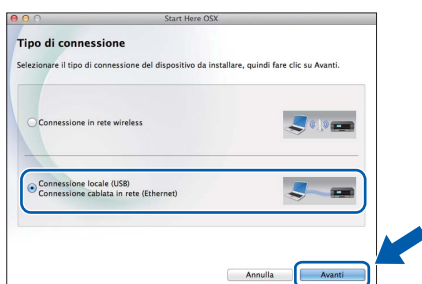 Start Here OSX
Tipo di connessione
Selezionare il tipo di connessione del dispositivo da installare, quindi fare clic su Avanti.
Connessione in rete wireless
Connessione locale (USB)
Connessione cablata in rete (Ethernet)
Annulla
Avanti